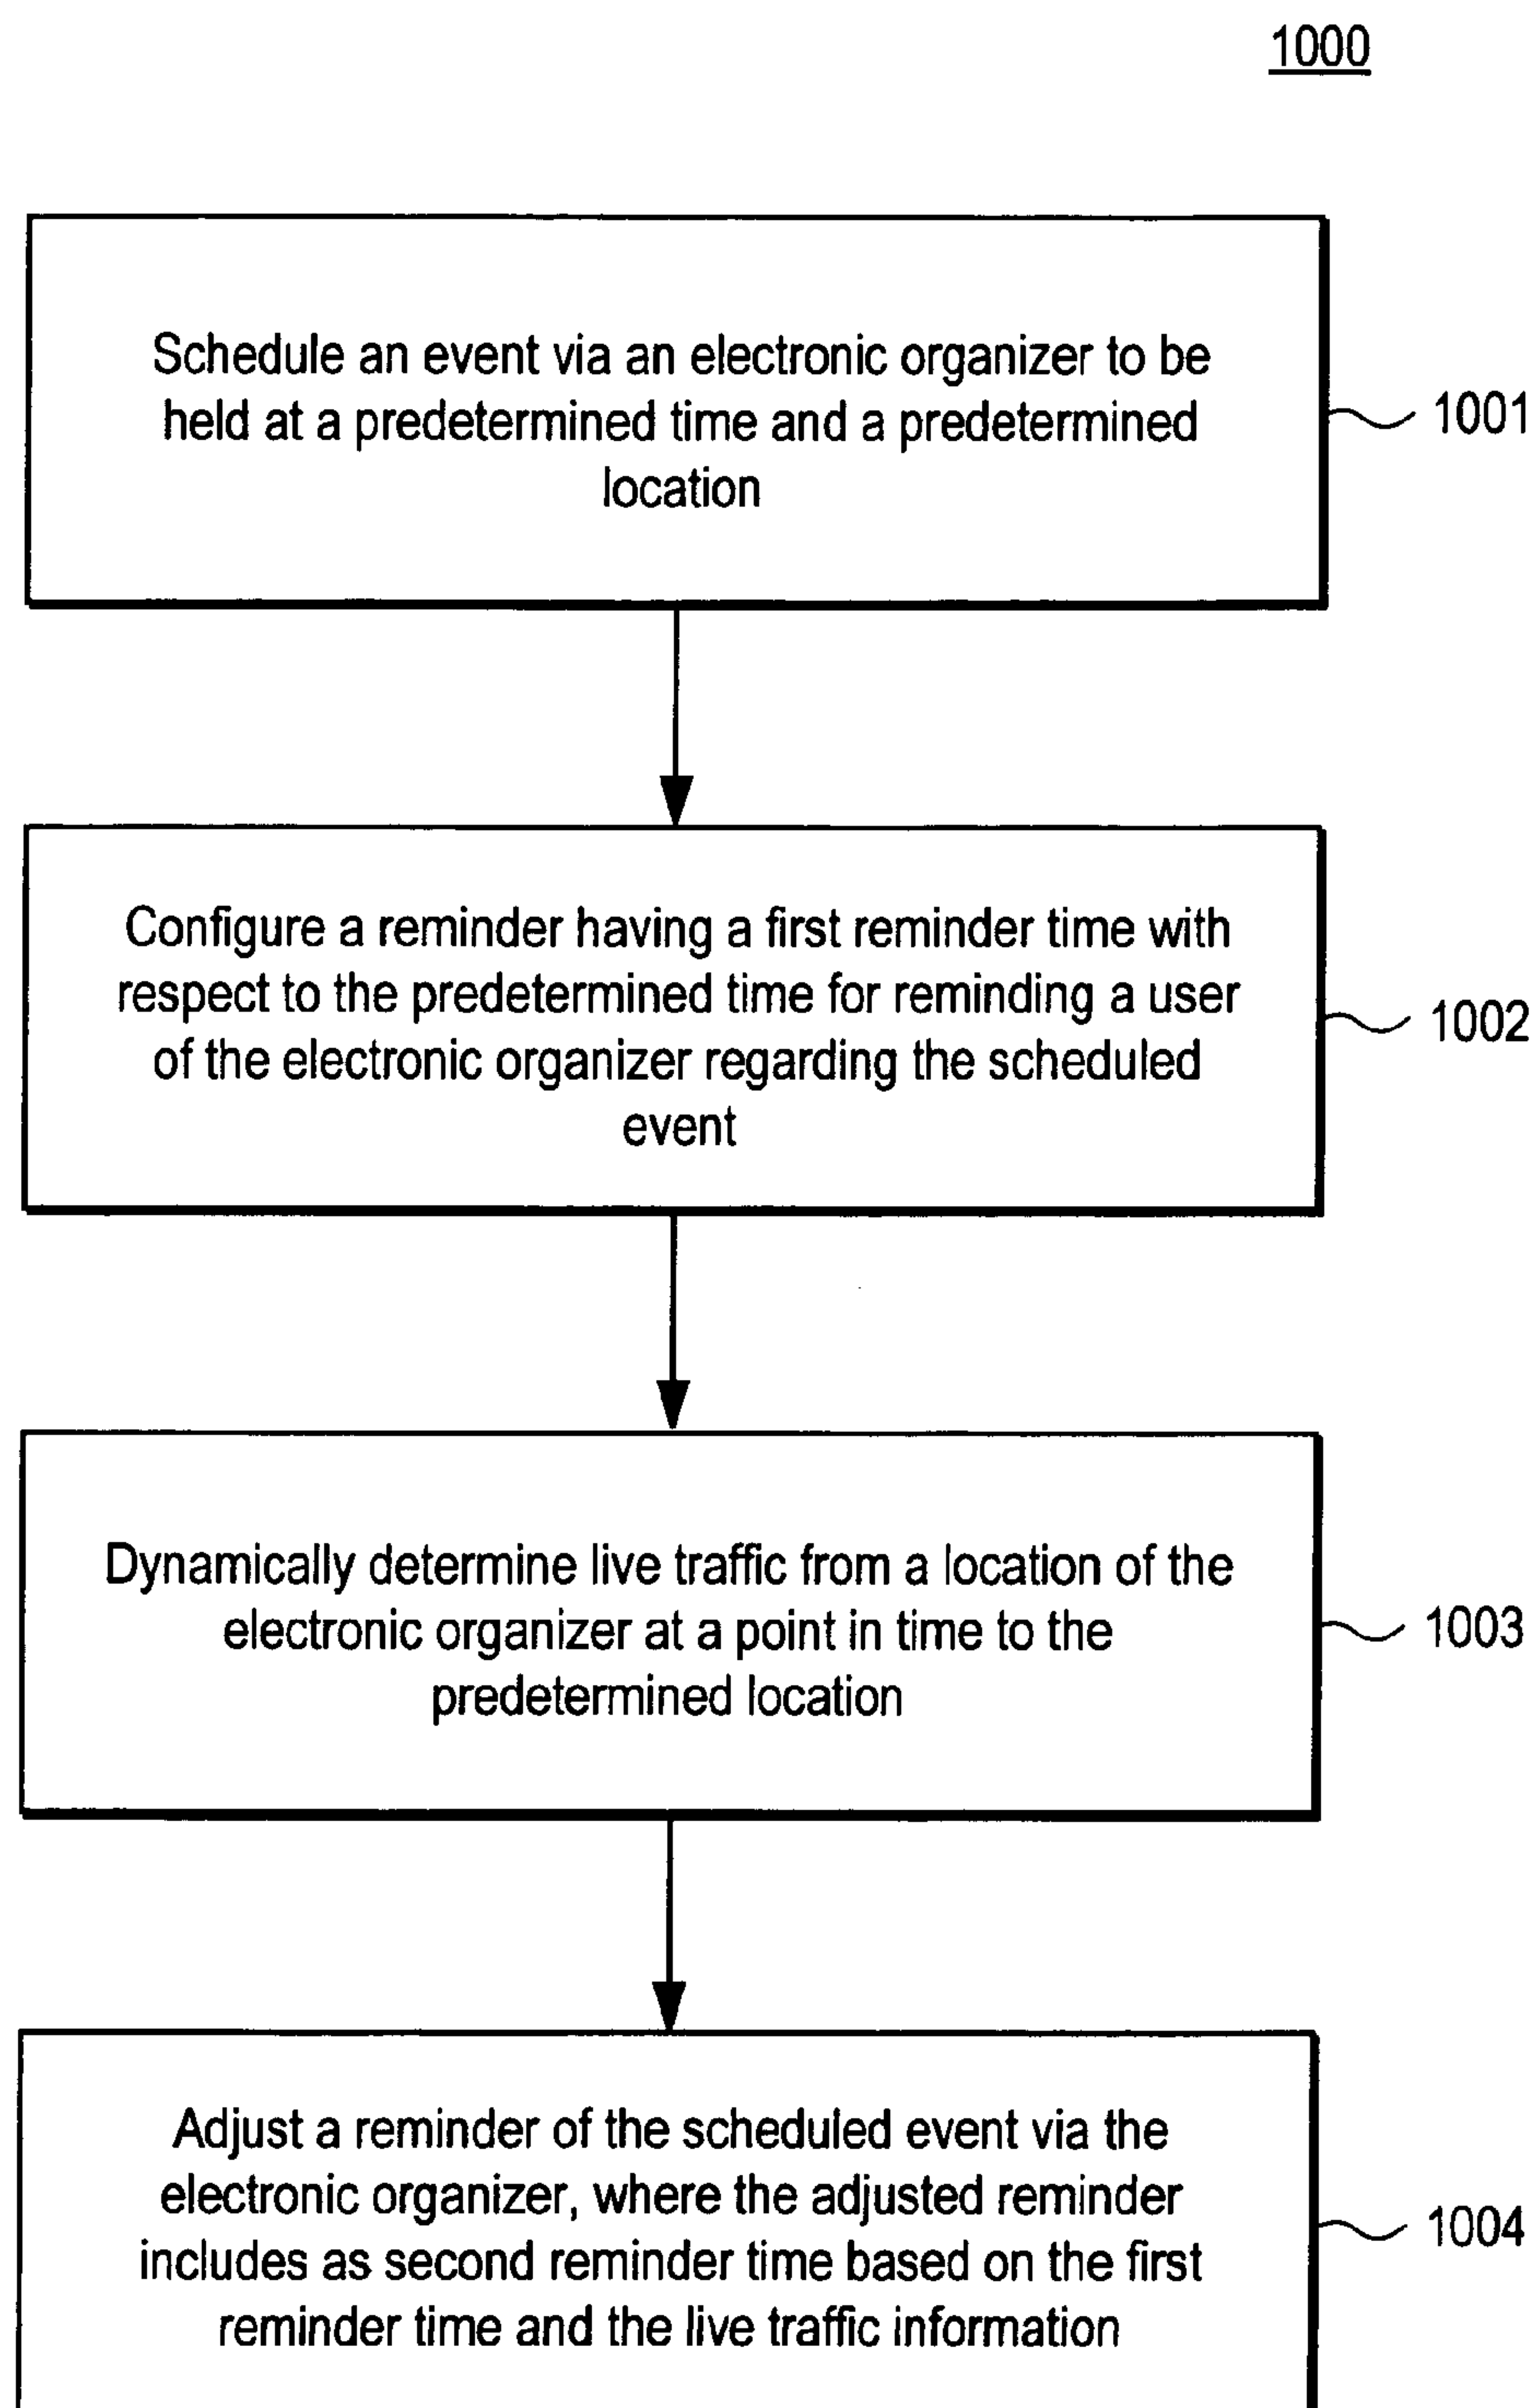 1000
Schedule an event via an electronic organizer to be
held at a predetermined time and a predetermined
location
1001
Configure a reminder having a first reminder time with
respect to the predetermined time for reminding a user
of the electronic organizer regarding the scheduled
event
1002
Dynamically determine live traffic from a location of the
electronic organizer at a point in time to the
predetermined location
1003
Adjust a reminder of the scheduled event via the
electronic organizer, where the adjusted reminder
includes as second reminder time based on the first
reminder time and the live traffic information
1004